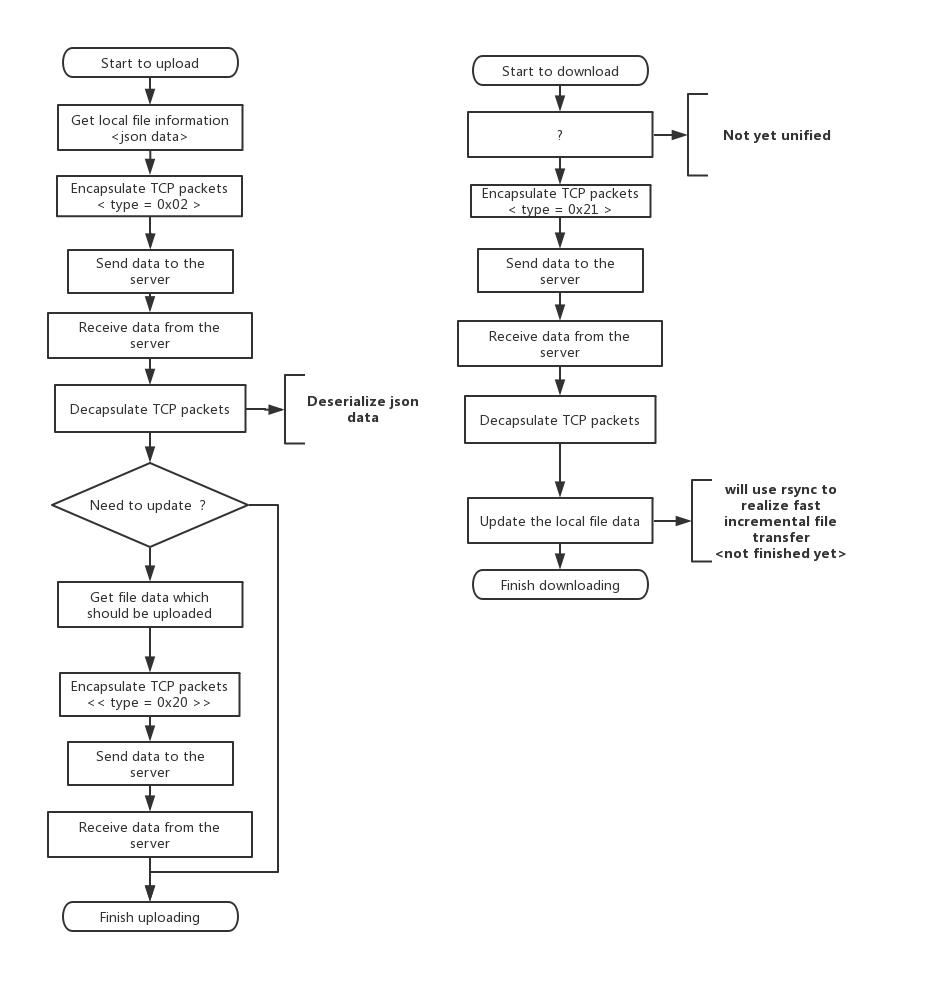 Start to upload
Get local file information
<json data>
Encapsulate TCP packets
< type = 0x02 >
Send data to the
server
Receive data from the
server
Decapsulate TCP packets
Deserialize json
data
Need to update ?
Get file data which
should be uploaded
Encapsulate TCP packets
<< type = 0x20 >>
Send data to the
server
Receive data from the
server
Finish uploading
Start to download
?
Not yet unified
Encapsulate TCP packets
< type = 0x21 >
Send data to the
server
Receive data from the
server
Decapsulate TCP packets
Update the local file data
will use rsync to
realize fast
incremental file
transfer
<not finished yet>
Finish downloading